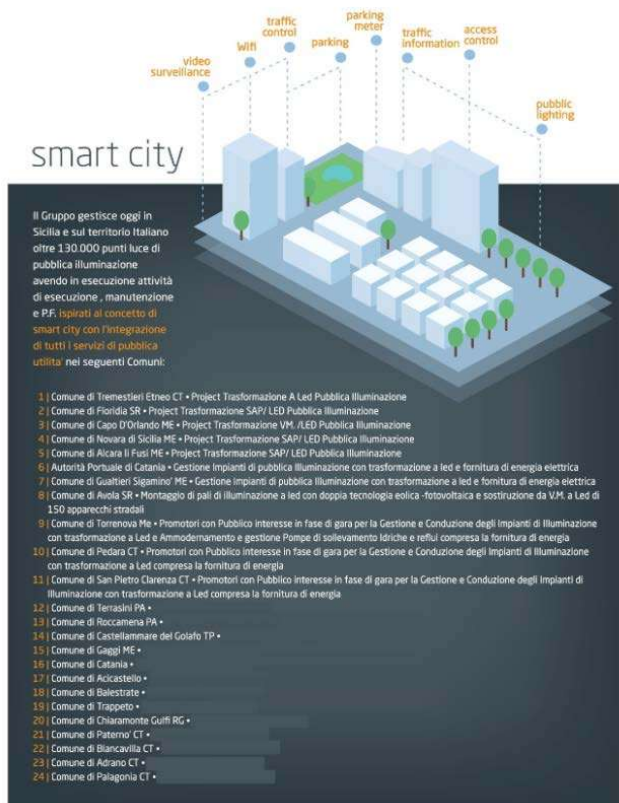 video
surveillance
Wifi
traffic
control
parking
parking
meter
traffic
information
access
control
pubblic
lighting
smart city
Il Gruppo gestisce oggi in
Sicilia e sul territorio Italiano
oltre 130.000 punti luce di
pubblica illuminazione
avendo in esecuzione attività
di esecuzione , manutenzione
e P.F. ispirati al concetto di
smart city con l'integrazione
di tutti i servizi di pubblica
utilita' nei seguenti Comuni:
1 | Comune di Tremestieri Etneo CT • Project Trasformazione A Led Pubblica Illuminazione
2 | Comune di Floridia SR • Project Trasformazione SAP/ LED Pubblica Illuminazione
3 | Comune di Capo D'Orlando ME • Project Trasformazione VM. /LED Pubblica Illuminazione
4 | Comune di Novara di Sicilia ME • Project Trasformazione SAP/ LED Pubblica Illuminazione
5 | Comune di Alcara li Fusi ME • Project Trasformazione SAP/ LED Pubblica Illuminazione
6 | Autorità Portuale di Catania • Gestione Impianti di pubblica Illuminazione con trasformazione a led e fornitura di energia elettrica
7 | Comune di Gualtieri Sigamino' ME • Gestione Impianti di pubblica Illuminazione con trasformazione a led e fornitura di energia elettrica
8 | Comune di Avola SR • Montaggio di pali di illuminazione a led con doppia tecnologia eolica -fotovoltaica e sostiruzione da V.M. a Led di
150 apparecchi stradali
9 | Comune di Torrenova Me • Promotori con Pubblico interesse in fase di gara per la Gestione e Conduzione degli Impianti di Illuminazione
con trasformazione a Led e Ammodernamento e gestione Pompe di sollevamento Idriche e reflui compresa la fornitura di energia
10 | Comune di Pedara CT • Promotori con Pubblico interesse in fase di gara per la Gestione e Conduzione degli Impianti di Illuminazione
con trasformazione a Led compresa la fornitura di energia
11 | Comune di San Pietro Clarenza CT • Promotori con Pubblico interesse in fase di gara per la Gestione e Conduzione degli Impianti di
Illuminazione con trasformazione a Led compresa la fornitura di energia
12 | Comune di Terrasini PA •
13 | Comune di Roccamena PA •
14 | Comune di Castellammare del Golafo TP •
15 | Comune di Gaggi ME •
16 | Comune di Catania •
17 | Comune di Acicastello •
18 | Comune di Balestrate •
19 | Comune di Trappeto •
20 | Comune di Chiaramonte Gulfi RG •
21 | Comune di Paterno' CT •
22 | Comune di Biancavilla CT •
23 | Comune di Adrano CT •
24 | Comune di Palagonia CT •